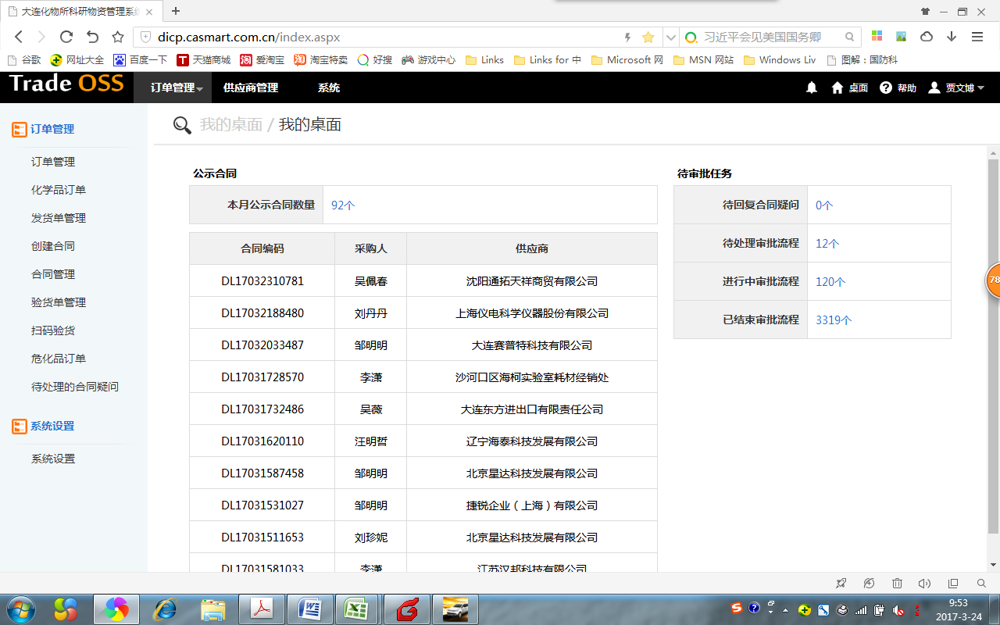 大连化物所科研物资管理系统
dicp.casmart.com.cn/index.aspx
习近平会见美国国务卿
谷歌 网址大全 百度一下 天猫商城 爱淘宝 淘宝特卖 好搜 游戏中心 Links Links for 中 Microsoft 网 MSN 网站 Windows Liv 图解：国防科
Trade OSS 订单管理 供应商管理 系统 桌面 帮助 贾文博
订单管理
订单管理
化学品订单
发货单管理
创建合同
合同管理
验货单管理
扫码验货
危化品订单
待处理的合同疑问
系统设置
系统设置
我的桌面 / 我的桌面
公示合同
本月公示合同数量 92个
合同编码 采购人 供应商
DL17032310781 吴佩春 沈阳通拓天祥商贸有限公司
DL17032188480 刘丹丹 上海仪电科学仪器股份有限公司
DL17032033487 邹明明 大连赛普特科技有限公司
DL17031728570 李潇 沙河口区海柯实验室耗材经销处
DL17031732486 吴薇 大连东方进出口有限责任公司
DL17031620110 汪明哲 辽宁海泰科技发展有限公司
DL17031587458 邹明明 北京星达科技发展有限公司
DL17031531027 邹明明 捷锐企业（上海）有限公司
DL17031511653 刘珍妮 北京星达科技发展有限公司
DL17031581033 李潇 江苏汉邦科技有限公司
待审批任务
待回复合同疑问 0个
待处理审批流程 12个
进行中审批流程 120个
已结束审批流程 3319个
78
9:53
2017-3-24